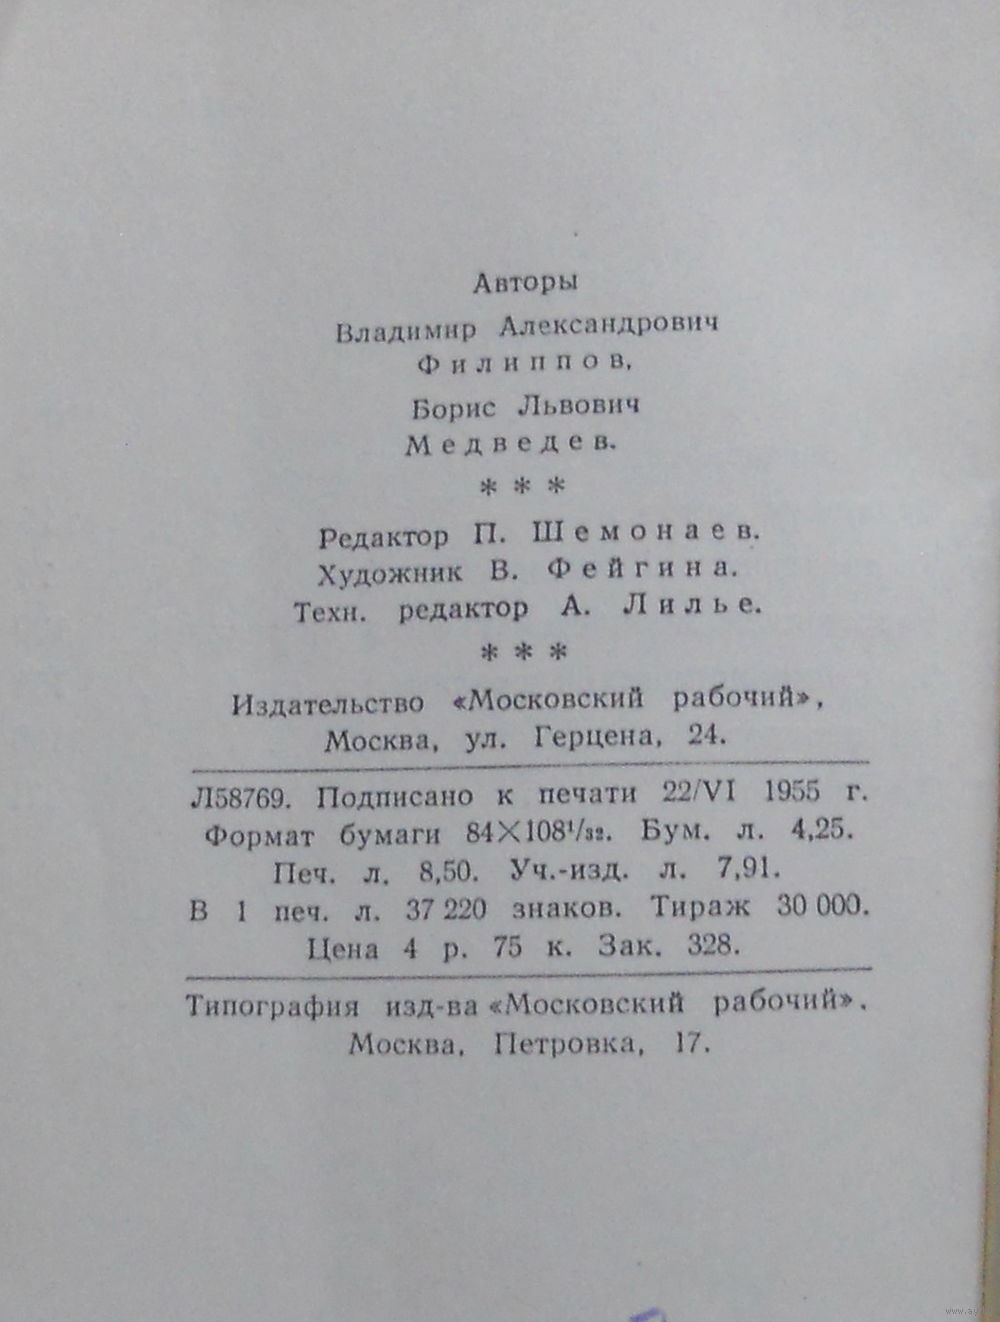 Авторы
Владимир Александрович
Филиппов,
Борис Львович
Медведев.
* * *
Редактор П. Шемонаев.
Художник В. Фейгина.
Техн. редактор А. Лилье.
* * *
Издательство «Московский рабочий»,
Москва, ул. Герцена, 24.
Л58769. Подписано к печати 22/VI 1955 г.
Формат бумаги 84×108¹/₃₂. Бум. л. 4,25.
Печ. л. 8,50. Уч.-изд. л. 7,91.
В 1 печ. л. 37 220 знаков. Тираж 30 000.
Цена 4 р. 75 к. Зак. 328.
Типография изд-ва «Московский рабочий».
Москва, Петровка, 17.